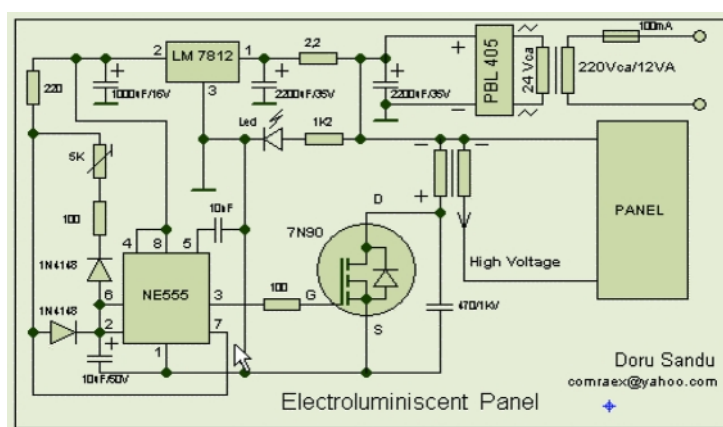 100mA
2
LM 7812
1
2,2
+
+
+
PBL 405
24 Vca
220Vca/12VA
220
1000uF/16V
3
2200uF/35V
2200uF/35V
−
Led
1K2
5K
−
−
+
D
PANEL
100
10nF
7N90
4
8
5
High Voltage
1N4148
6
NE555
3
100
G
1N4148
2
7
470/1KV
+
1
S
10nF/50V
Doru Sandu
comraex@yahoo.com
Electroluminiscent Panel